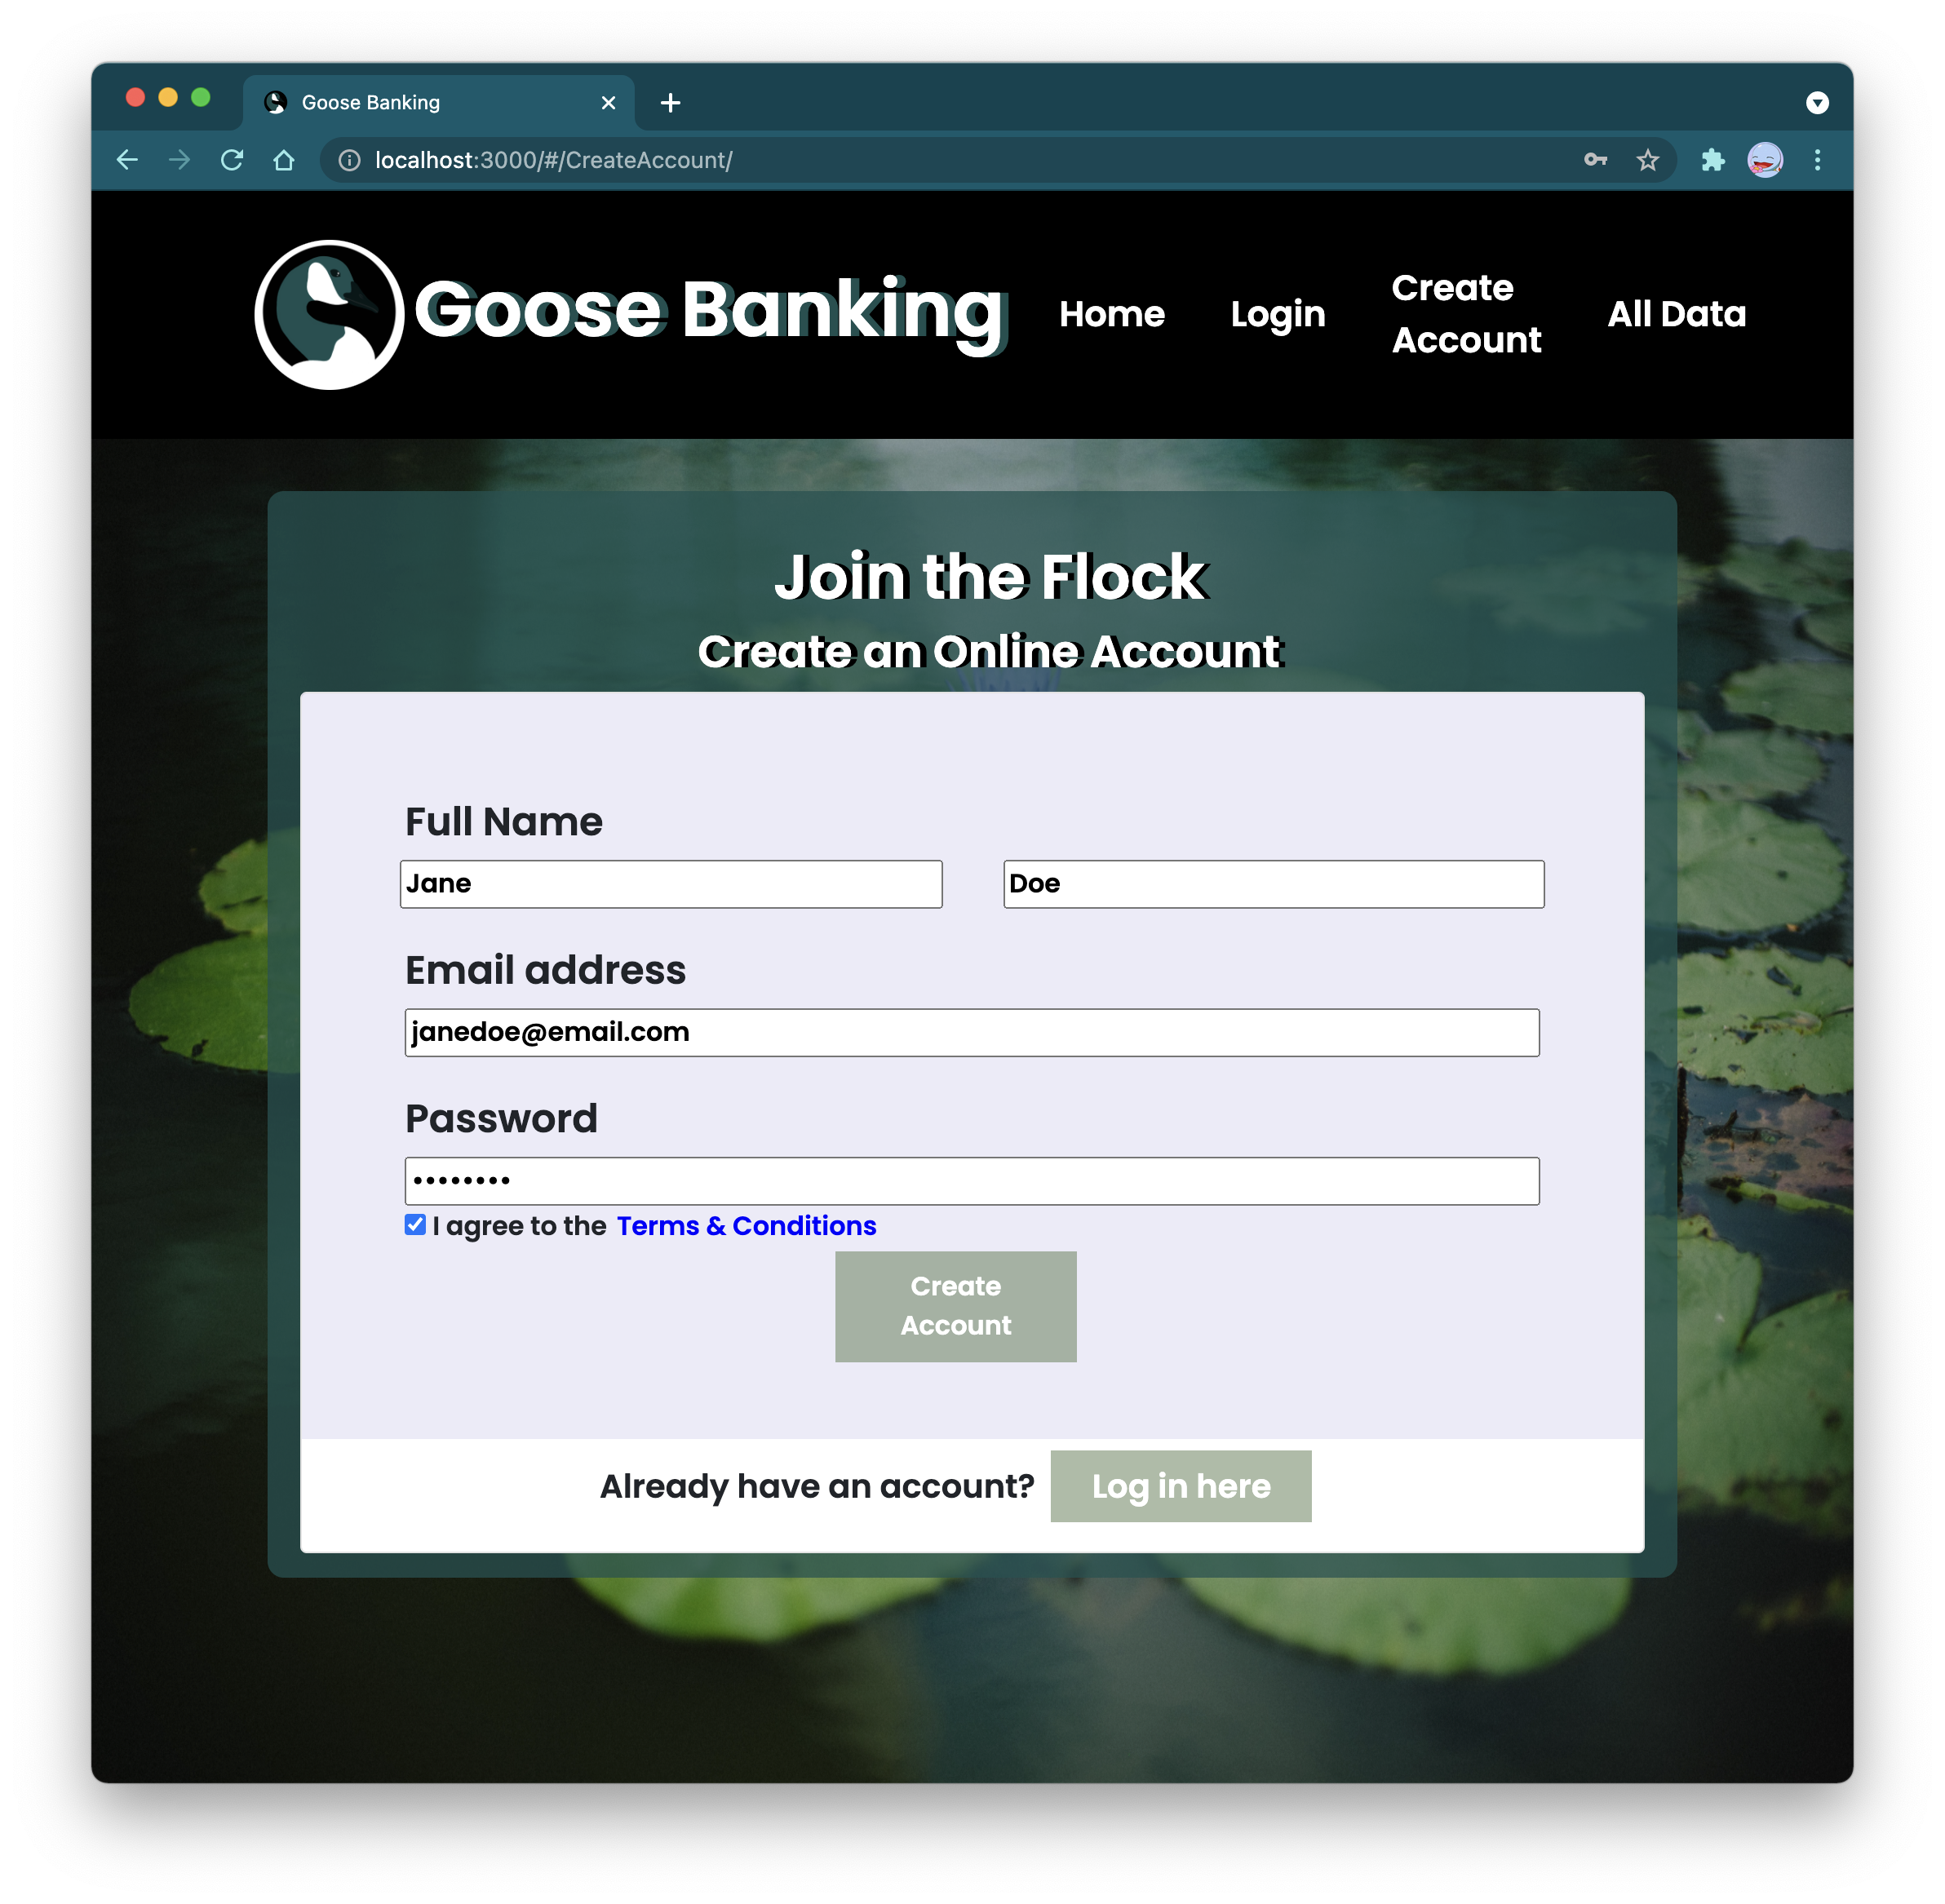 Goose Banking
localhost:3000/#/CreateAccount/
Goose Banking
Home
Login
Create
Account
All Data
Join the Flock
Create an Online Account
Full Name
Jane
Doe
Email address
janedoe@email.com
Password
••••••••
I agree to the Terms & Conditions
Create
Account
Already have an account?
Log in here